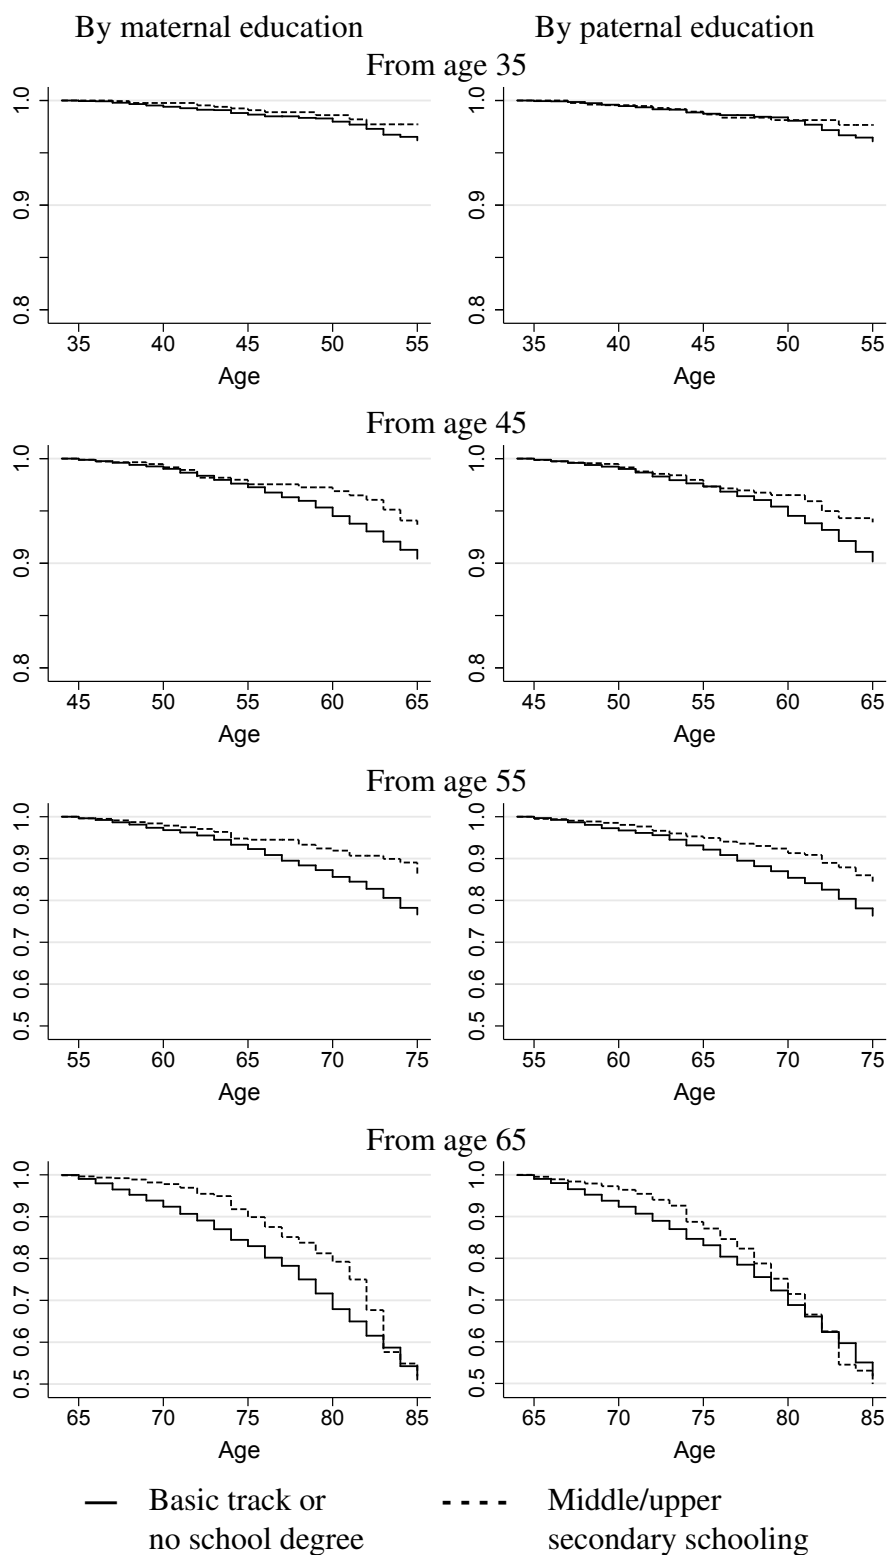 By maternal education By paternal education
From age 35
1.0 1.0
0.9 0.9
0.8 0.8
35 40 45 50 55 35 40 45 50 55
Age Age
From age 45
1.0 1.0
0.9 0.9
0.8 0.8
45 50 55 60 65 45 50 55 60 65
Age Age
From age 55
1.0 1.0
0.9 0.9
0.8 0.8
0.7 0.7
0.6 0.6
0.5 0.5
55 60 65 70 75 55 60 65 70 75
Age Age
From age 65
1.0 1.0
0.9 0.9
0.8 0.8
0.7 0.7
0.6 0.6
0.5 0.5
65 70 75 80 85 65 70 75 80 85
Age Age
Basic track or Middle/upper
no school degree secondary schooling